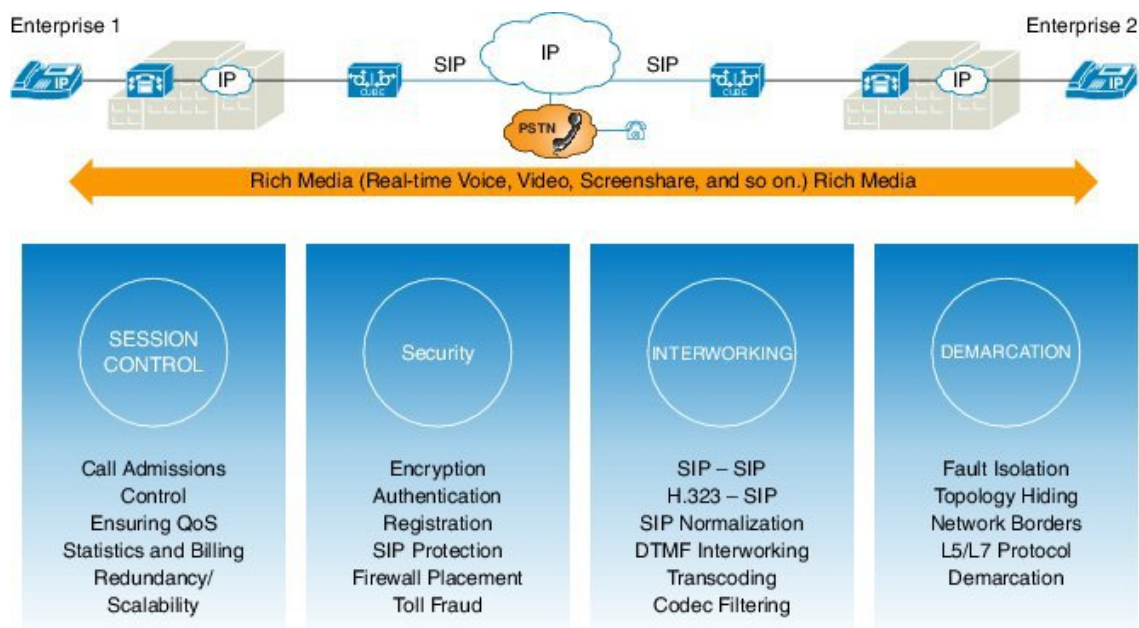 Enterprise 1
Enterprise 2
IP
IP
CUBE
SIP
IP
SIP
CUBE
IP
IP
PSTN
Rich Media (Real-time Voice, Video, Screenshare, and so on.) Rich Media
SESSION
CONTROL
Call Admissions
Control
Ensuring QoS
Statistics and Billing
Redundancy/
Scalability
Security
Encryption
Authentication
Registration
SIP Protection
Firewall Placement
Toll Fraud
INTERWORKING
SIP – SIP
H.323 – SIP
SIP Normalization
DTMF Interworking
Transcoding
Codec Filtering
DEMARCATION
Fault Isolation
Topology Hiding
Network Borders
L5/L7 Protocol
Demarcation